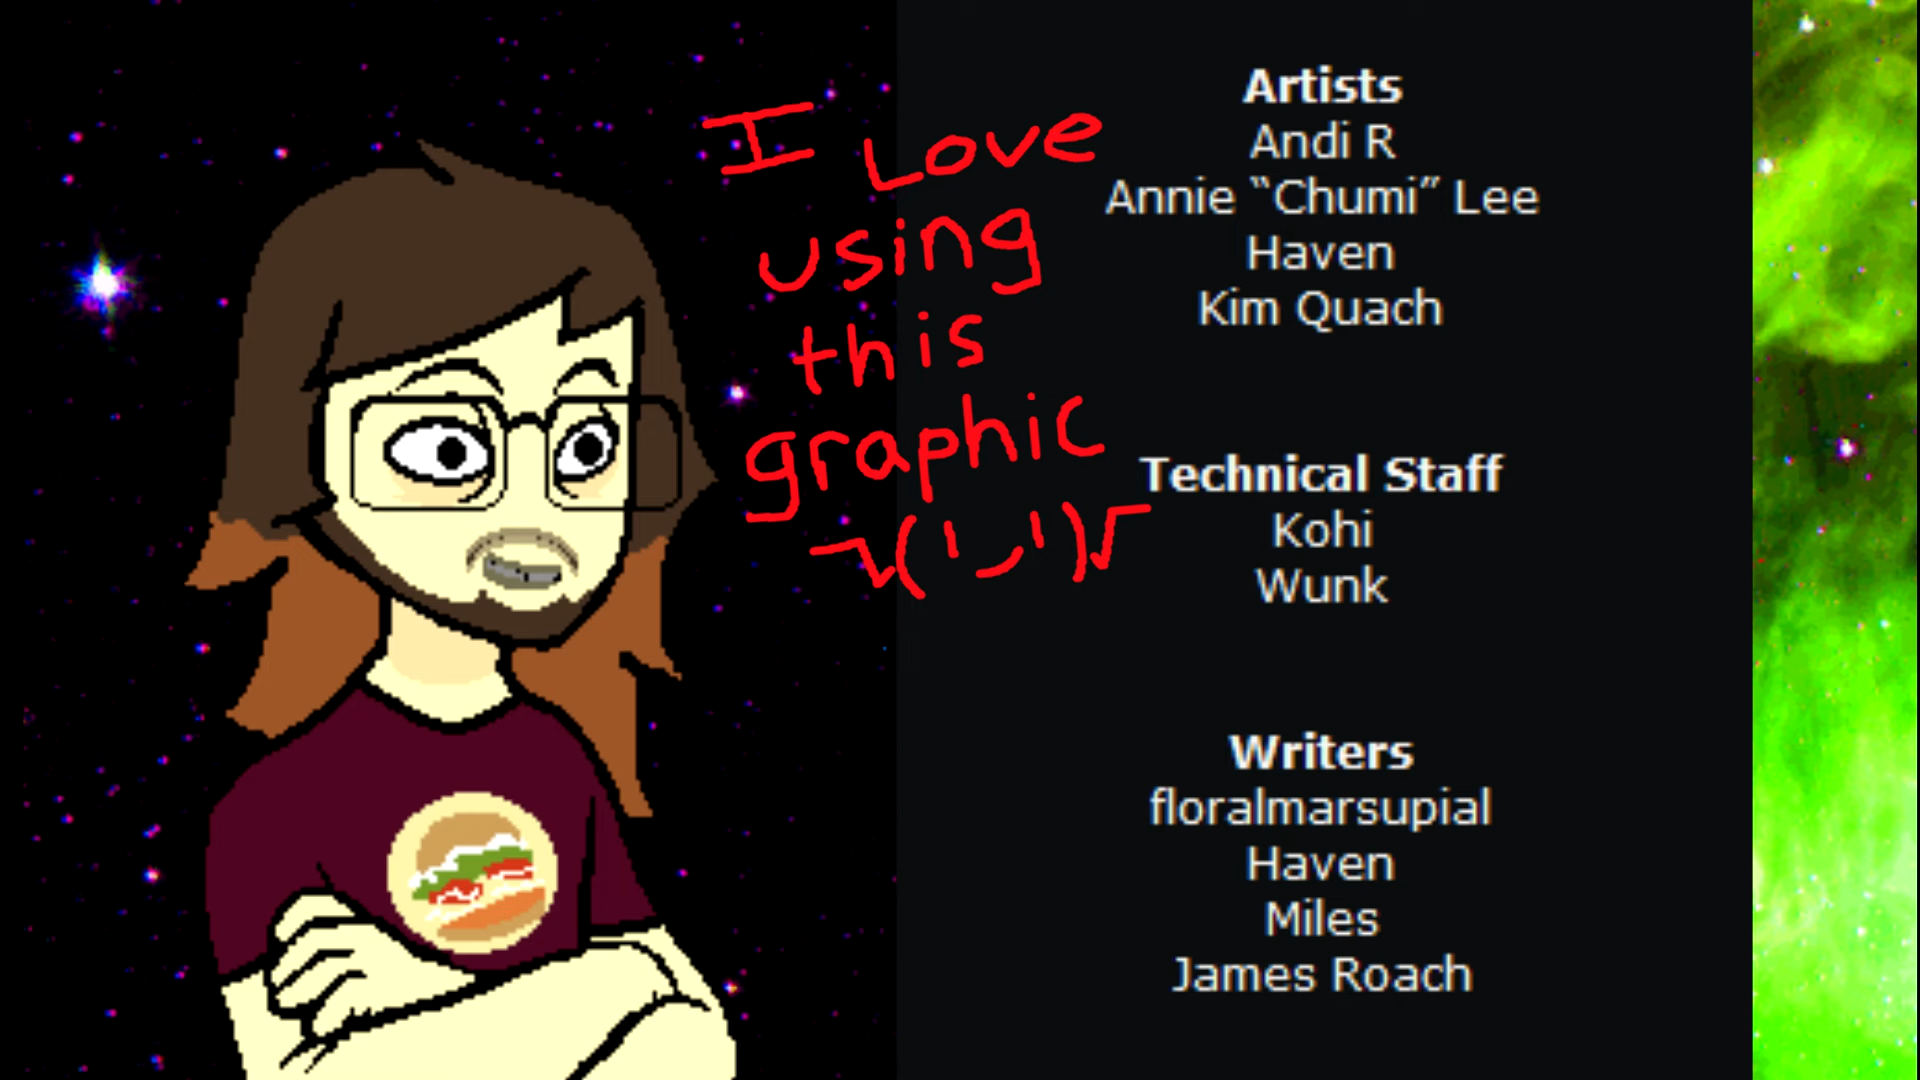 I Love
using
this
graphic
¬\('⌣')√
Artists
Andi R
Annie “Chumi” Lee
Haven
Kim Quach
Technical Staff
Kohi
Wunk
Writers
floralmarsupial
Haven
Miles
James Roach